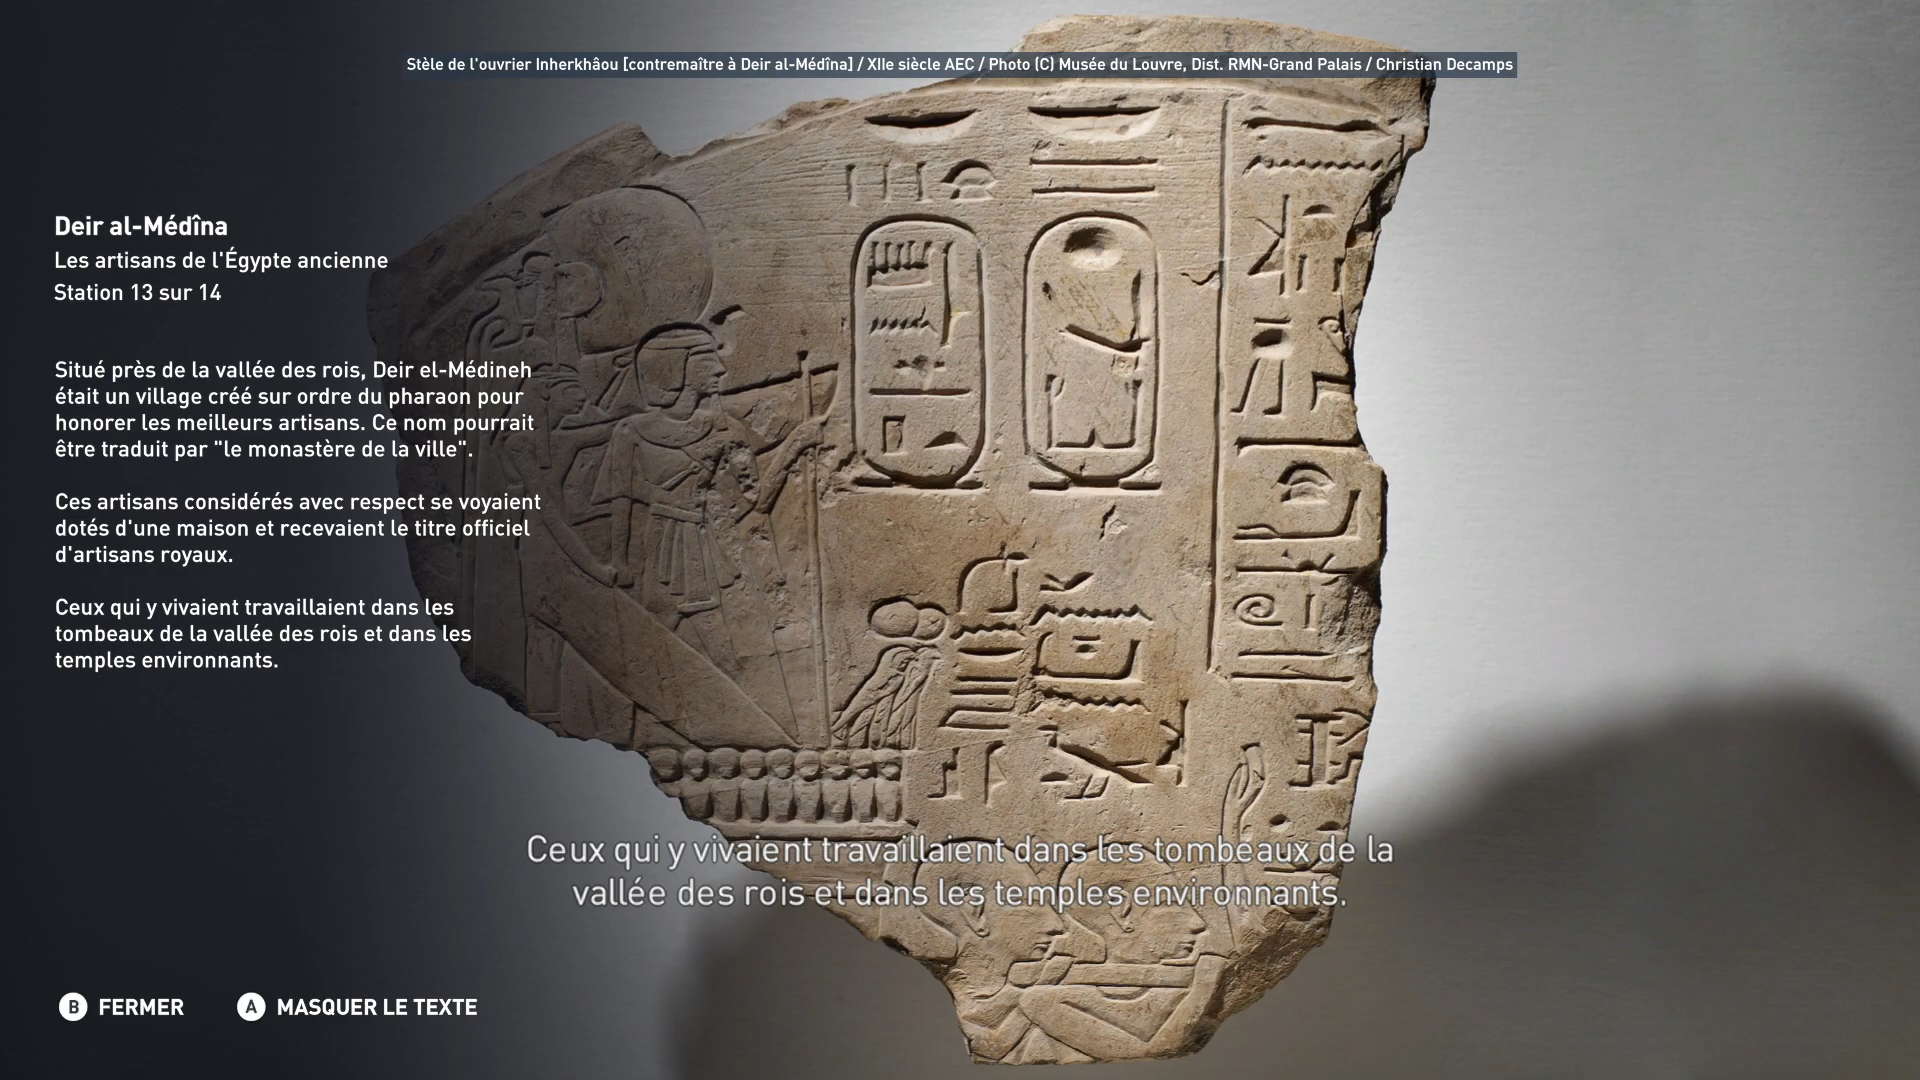 Stèle de l'ouvrier Inherkhâou [contremaître à Deir al-Médîna] / XIIe siècle AEC / Photo (C) Musée du Louvre, Dist. RMN-Grand Palais / Christian Decamps
Deir al-Médîna
Les artisans de l'Égypte ancienne
Station 13 sur 14
Situé près de la vallée des rois, Deir el-Médineh
était un village créé sur ordre du pharaon pour
honorer les meilleurs artisans. Ce nom pourrait
être traduit par "le monastère de la ville".
Ces artisans considérés avec respect se voyaient
dotés d'une maison et recevaient le titre officiel
d'artisans royaux.
Ceux qui y vivaient travaillaient dans les
tombeaux de la vallée des rois et dans les
temples environnants.
Ceux qui y vivaient travaillaient dans les tombeaux de la
vallée des rois et dans les temples environnants.
B FERMER A MASQUER LE TEXTE